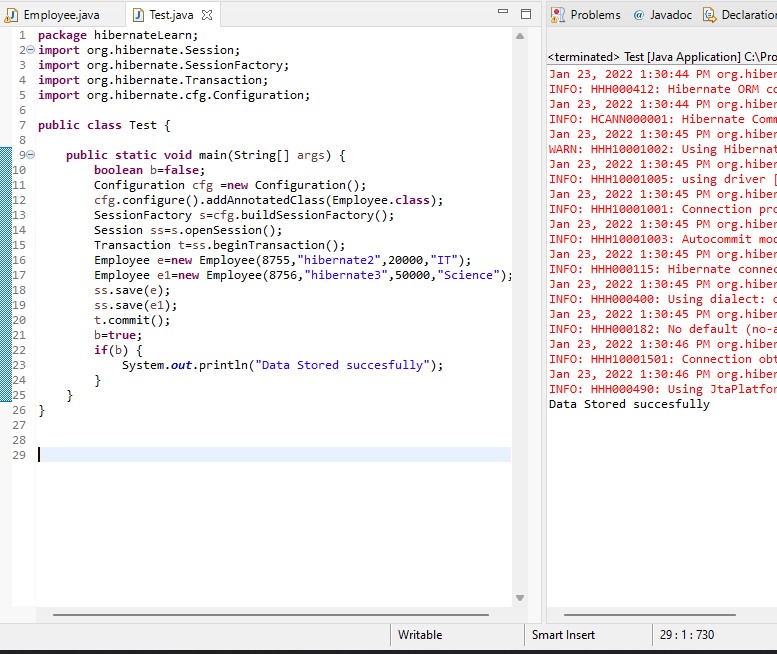 Employee.java
Test.java
1 package hibernateLearn;
2 import org.hibernate.Session;
3 import org.hibernate.SessionFactory;
4 import org.hibernate.Transaction;
5 import org.hibernate.cfg.Configuration;
6
7 public class Test {
8
9 public static void main(String[] args) {
10 boolean b=false;
11 Configuration cfg =new Configuration();
12 cfg.configure().addAnnotatedClass(Employee.class);
13 SessionFactory s=cfg.buildSessionFactory();
14 Session ss=s.openSession();
15 Transaction t=ss.beginTransaction();
16 Employee e=new Employee(8755,"hibernate2",20000,"IT");
17 Employee e1=new Employee(8756,"hibernate3",50000,"Science");
18 ss.save(e);
19 ss.save(e1);
20 t.commit();
21 b=true;
22 if(b) {
23 System.out.println("Data Stored succesfully");
24 }
25 }
26 }
27
28
29
Problems @ Javadoc Declaratio
<terminated> Test [Java Application] C:\Pro
Jan 23, 2022 1:30:44 PM org.hiber
INFO: HHH000412: Hibernate ORM co
Jan 23, 2022 1:30:44 PM org.hiber
INFO: HCANN000001: Hibernate Comm
Jan 23, 2022 1:30:45 PM org.hiber
WARN: HHH10001002: Using Hibernat
Jan 23, 2022 1:30:45 PM org.hiber
INFO: HHH10001005: using driver [
Jan 23, 2022 1:30:45 PM org.hiber
INFO: HHH10001001: Connection pro
Jan 23, 2022 1:30:45 PM org.hiber
INFO: HHH10001003: Autocommit mod
Jan 23, 2022 1:30:45 PM org.hiber
INFO: HHH000115: Hibernate connec
Jan 23, 2022 1:30:45 PM org.hiber
INFO: HHH000400: Using dialect: o
Jan 23, 2022 1:30:45 PM org.hiber
INFO: HHH000182: No default (no-a
Jan 23, 2022 1:30:46 PM org.hiber
INFO: HHH10001501: Connection obt
Jan 23, 2022 1:30:46 PM org.hiber
INFO: HHH000490: Using JtaPlatfor
Data Stored succesfully
Writable
Smart Insert
29 : 1 : 730